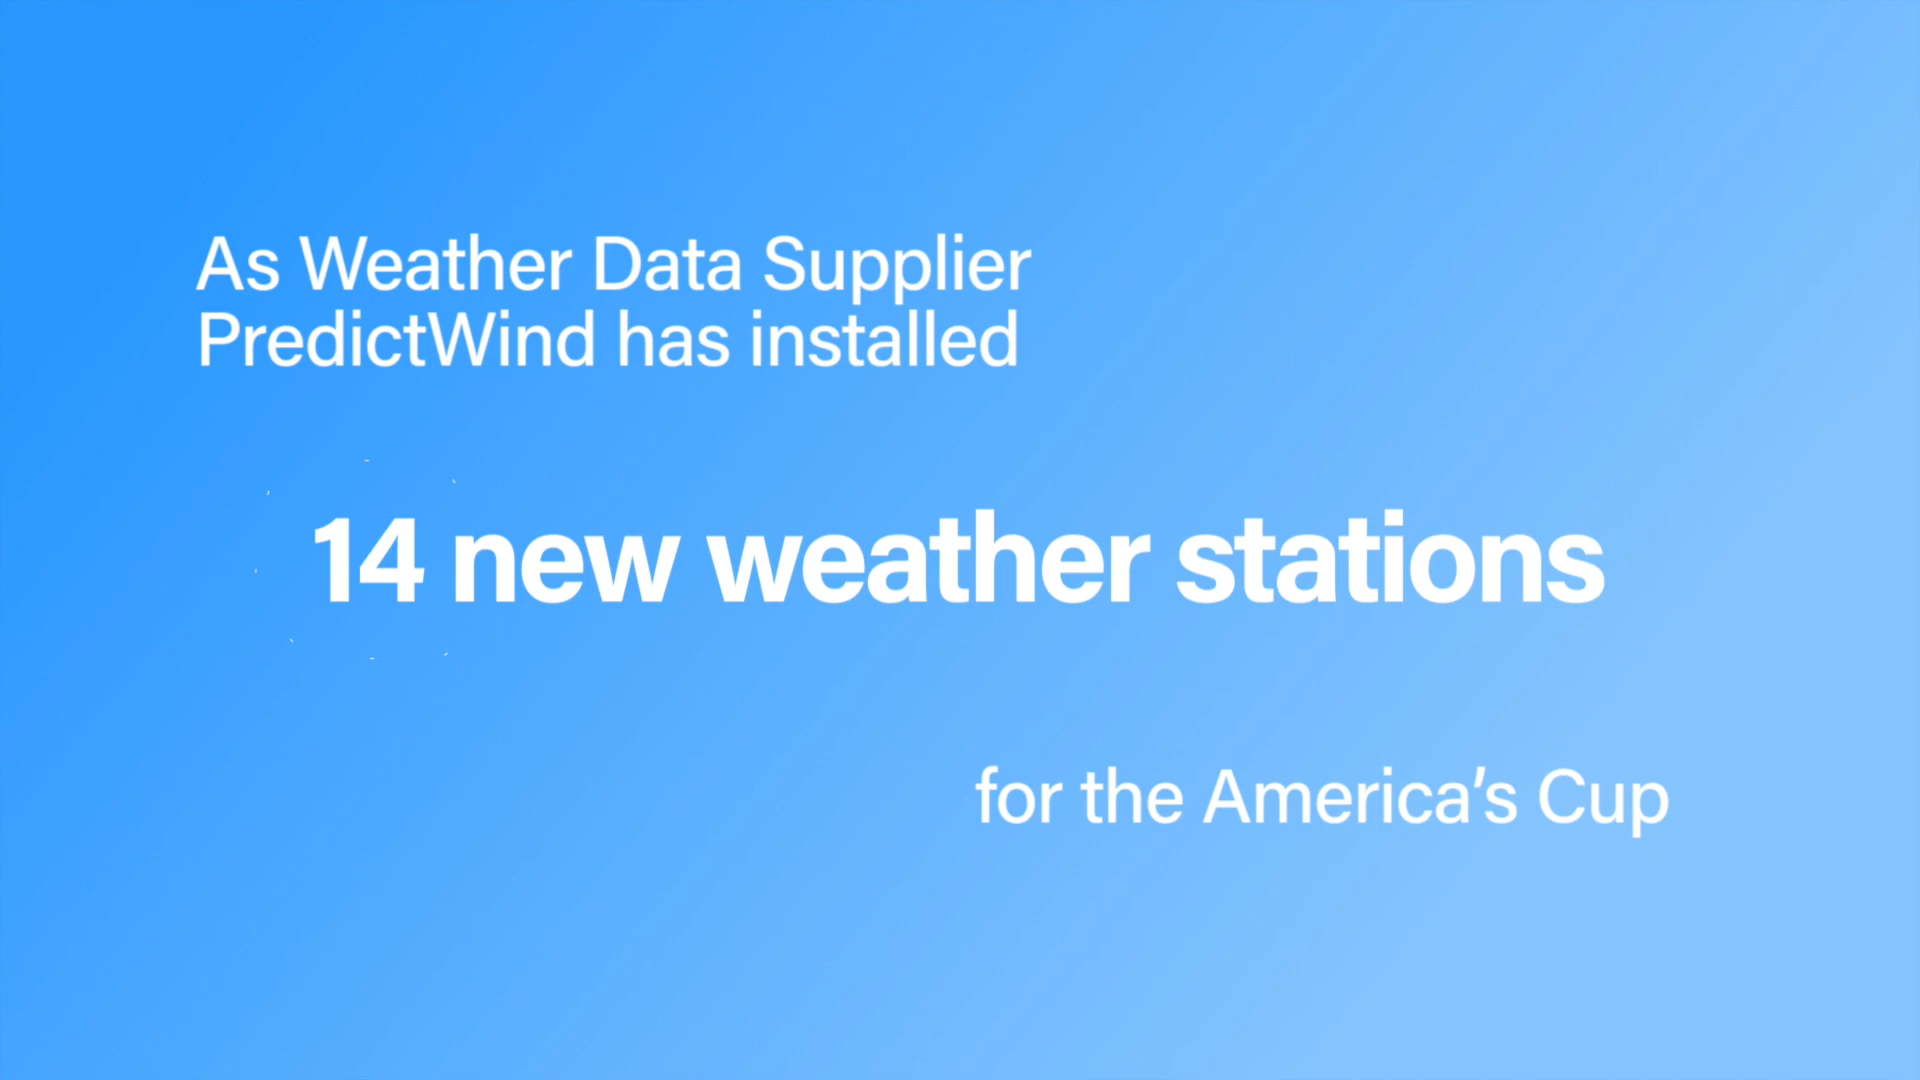 As Weather Data Supplier
PredictWind has installed
14 new weather stations
for the America’s Cup